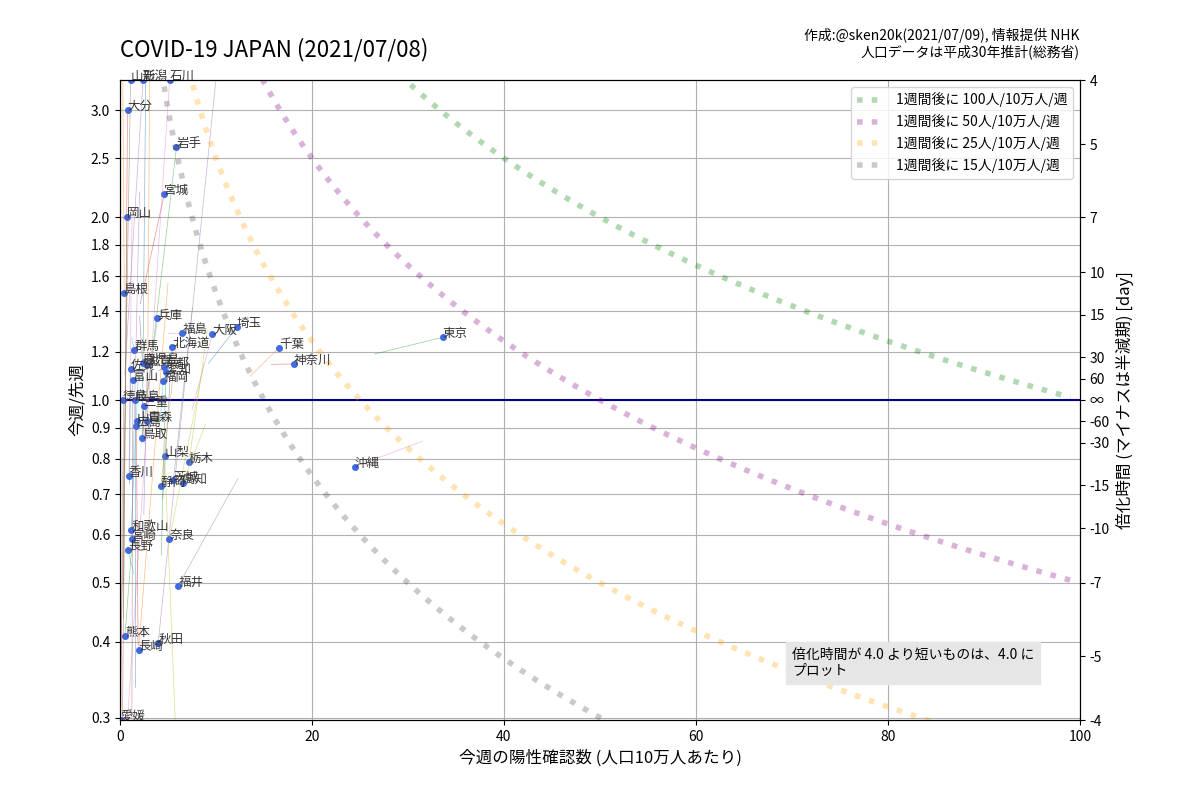 COVID-19 JAPAN (2021/07/08)
作成:@sken20k(2021/07/09), 情報提供 NHK
人口データは平成30年推計(総務省)
1週間後に 100人/10万人/週
1週間後に 50人/10万人/週
1週間後に 25人/10万人/週
1週間後に 15人/10万人/週
今週/先週
3.0
2.5
2.0
1.8
1.6
1.4
1.2
1.0
0.9
0.8
0.7
0.6
0.5
0.4
0.3
新潟
石川
大分
岩手
宮城
岡山
島根
兵庫
福島
大阪
埼玉
東京
北海道
群馬
千葉
神奈川
富山
福岡
徳島
三重
鳥取
山梨
栃木
沖縄
香川
和歌山
宮崎
奈良
長野
福井
熊本
秋田
長崎
愛媛
倍化時間が 4.0 より短いものは、4.0 に
プロット
4
5
7
10
15
30
60
∞
-60
-30
-15
-10
-7
-5
-4
倍化時間 (マイナスは半減期) [day]
0
20
40
60
80
100
今週の陽性確認数 (人口10万人あたり)